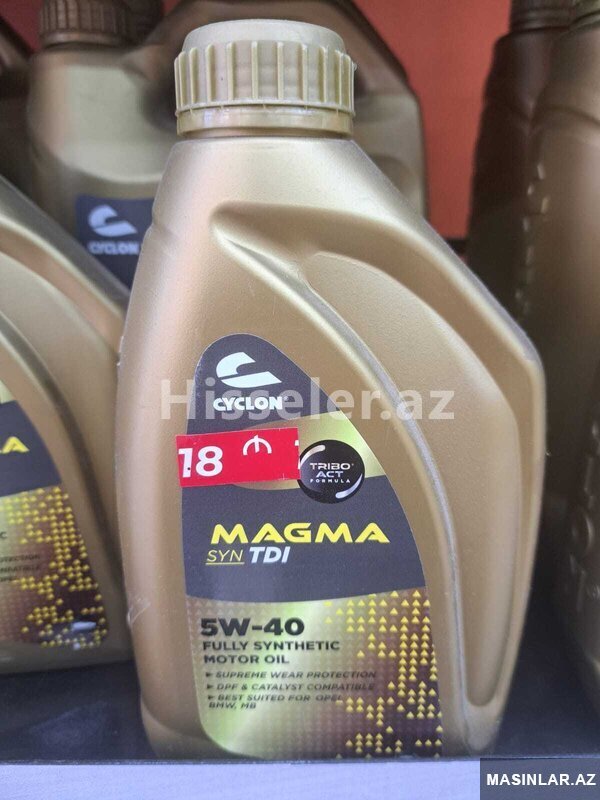 CYCLON
Hisseler.az
CYCLON
18 ₼
TRIBO
ACT
FORMULA
MAGMA
SYN TDI
5W-40
FULLY SYNTHETIC
MOTOR OIL
SUPREME WEAR PROTECTION
DPF & CATALYST COMPATIBLE
BEST SUITED FOR OPEL
BMW, MB
MASINLAR.AZ